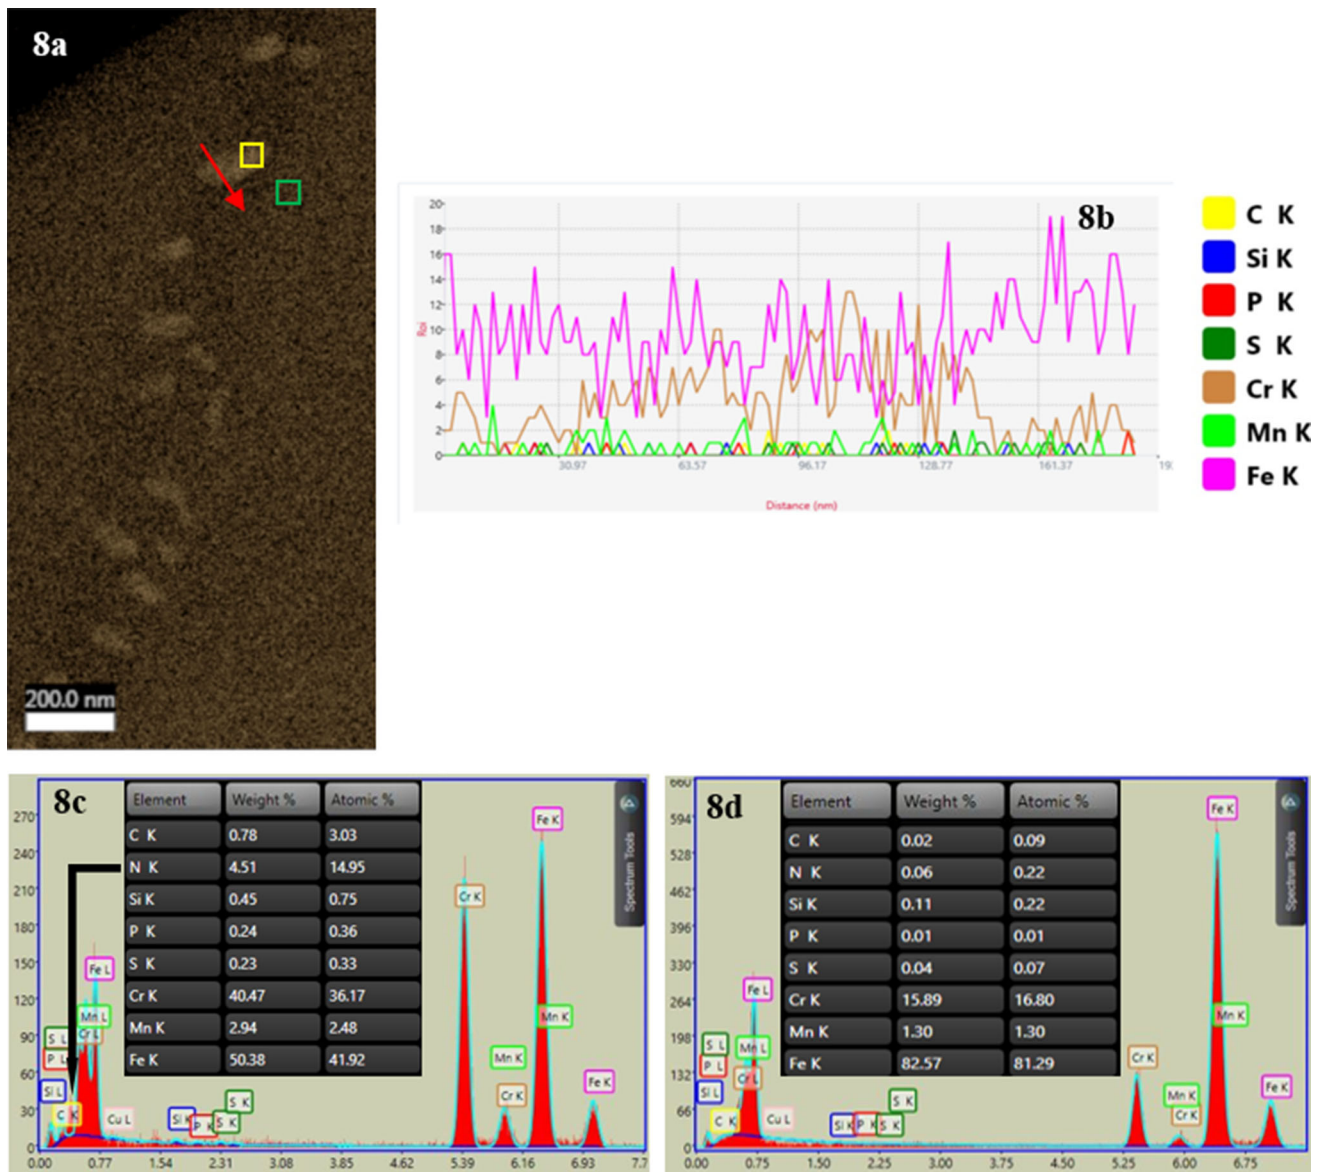 8a
200.0 nm
8b
20
18
16
14
12
10
8
6
4
2
0
Roi
30.97
63.57
96.17
128.77
161.37
19
Distance (nm)
C K
Si K
P K
S K
Cr K
Mn K
Fe K
8c
Element Weight % Atomic %
C K 0.78 3.03
N K 4.51 14.95
Si K 0.45 0.75
P K 0.24 0.36
S K 0.23 0.33
Cr K 40.47 36.17
Mn K 2.94 2.48
Fe K 50.38 41.92
Spectrum Tools
270
240
210
180
150
120
90
60
30
0
Fe K
Cr K
Fe L
Mn L
Cr L
S L
P L
Si L
C K
Cu L
Si K
P K
S K
S K
Mn K
Mn K
Cr K
Fe K
0.00 0.77 1.54 2.31 3.08 3.85 4.62 5.39 6.16 6.93 7.7
8d
Element Weight % Atomic %
C K 0.02 0.09
N K 0.06 0.22
Si K 0.11 0.22
P K 0.01 0.01
S K 0.04 0.07
Cr K 15.89 16.80
Mn K 1.30 1.30
Fe K 82.57 81.29
Spectrum Tools
660
594
528
462
396
330
264
198
132
66
0
Fe K
Fe L
Mn L
Cr L
S L
P L
Si L
C K
Cu L
Si K
P K
S K
S K
Cr K
Mn K
Cr K
Mn K
Fe K
0.00 0.75 1.50 2.25 3.00 3.75 4.50 5.25 6.00 6.75